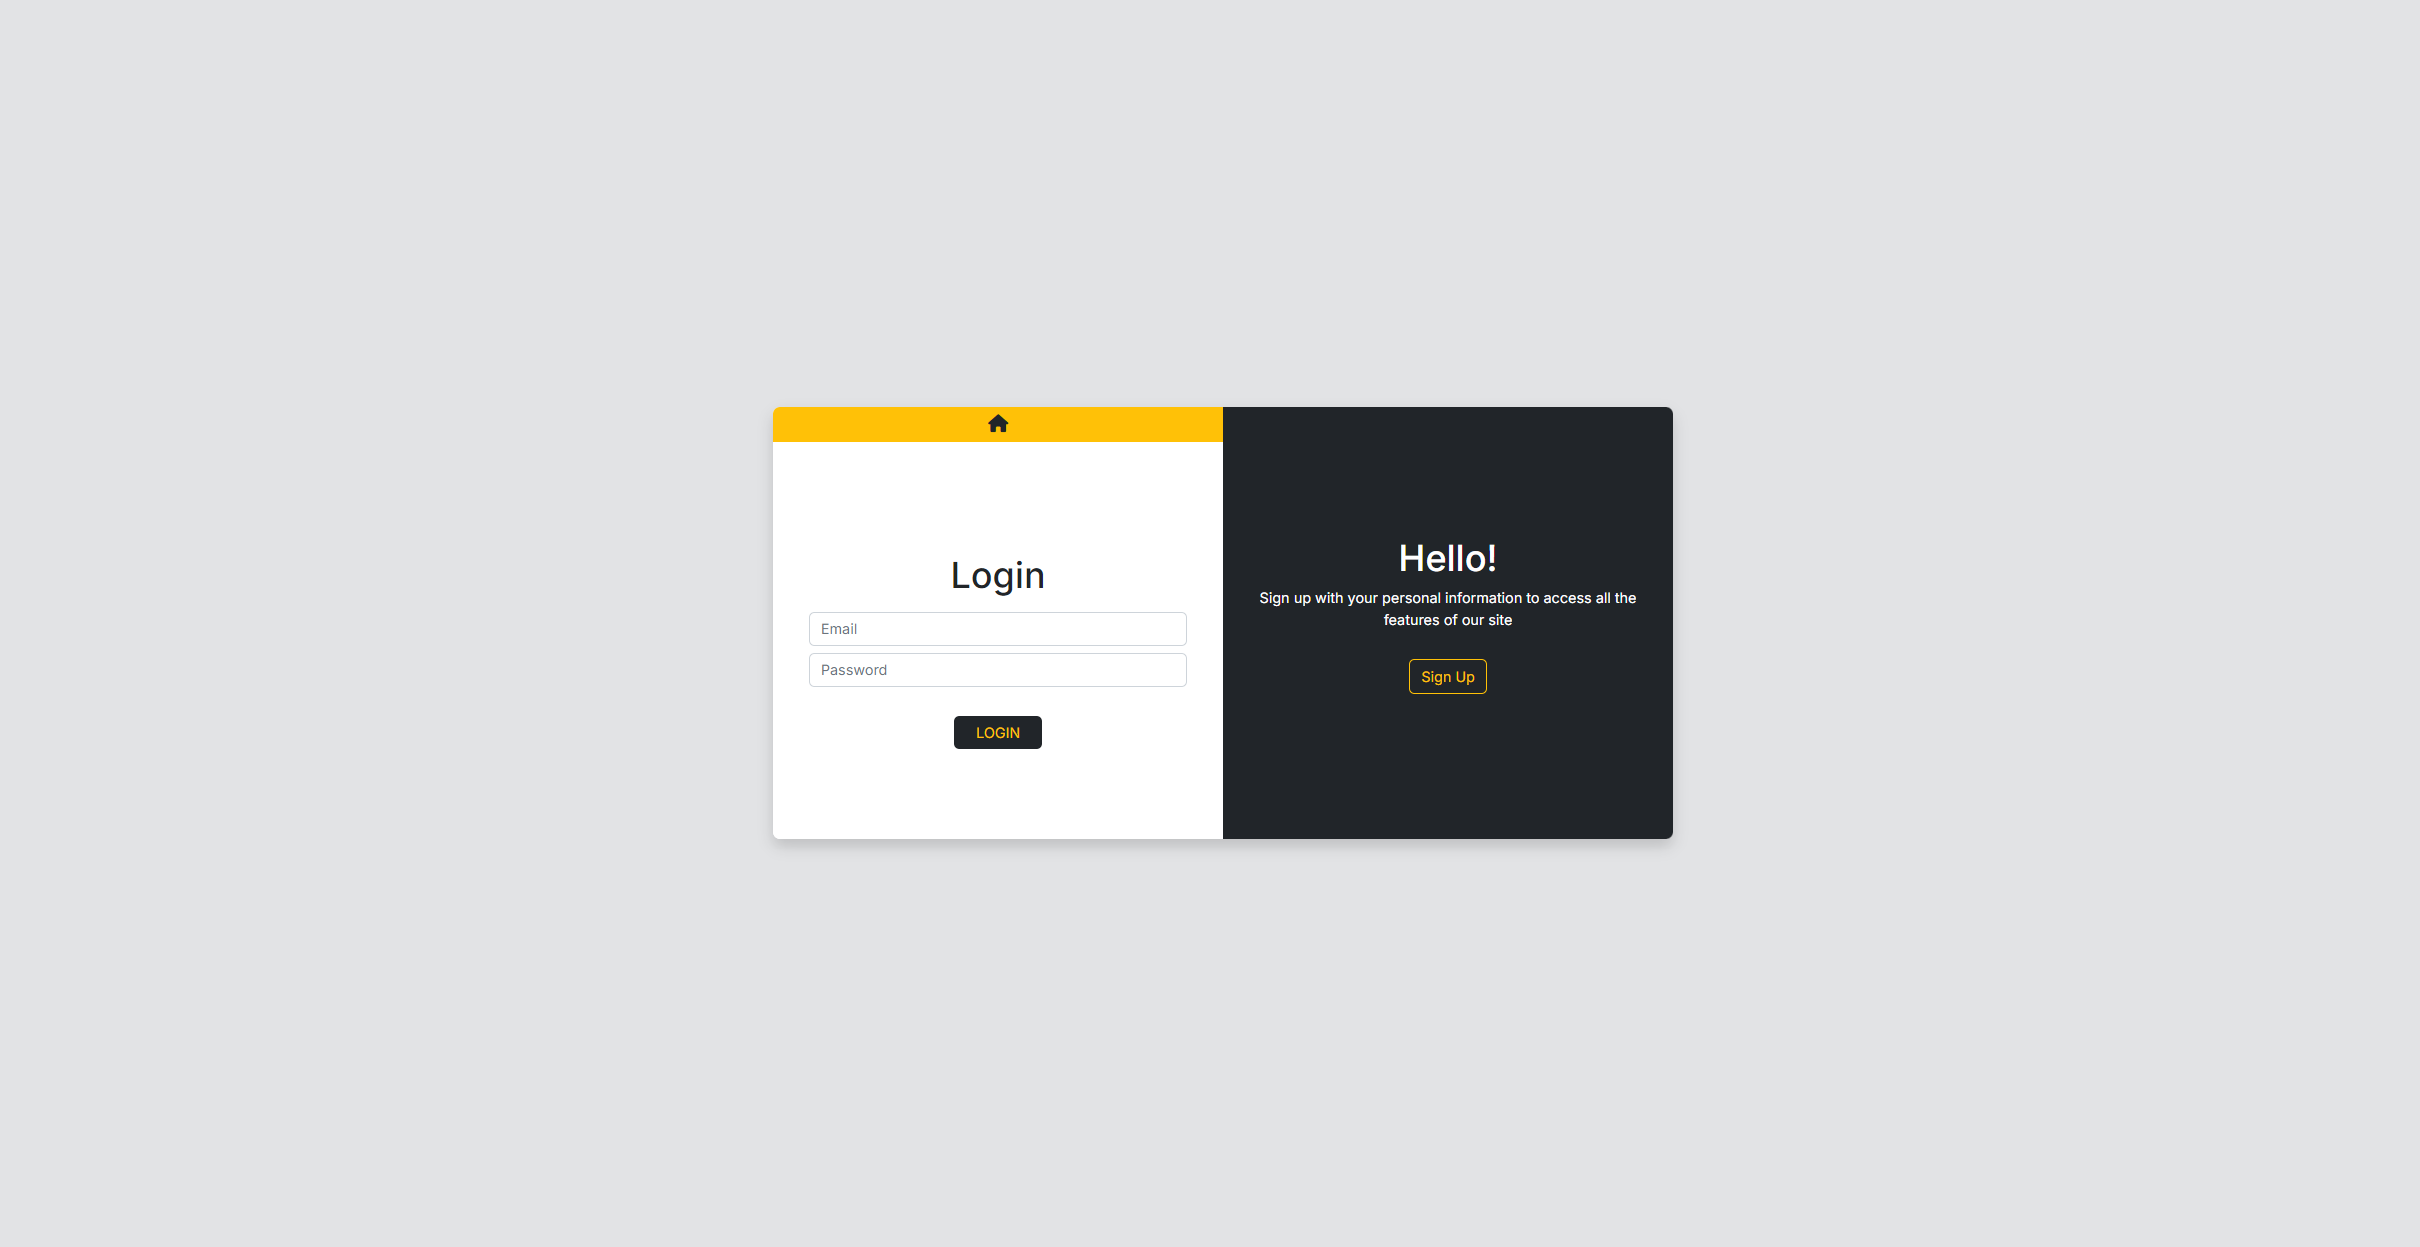 Login
Email
Password
LOGIN
Hello!
Sign up with your personal information to access all the
features of our site
Sign Up